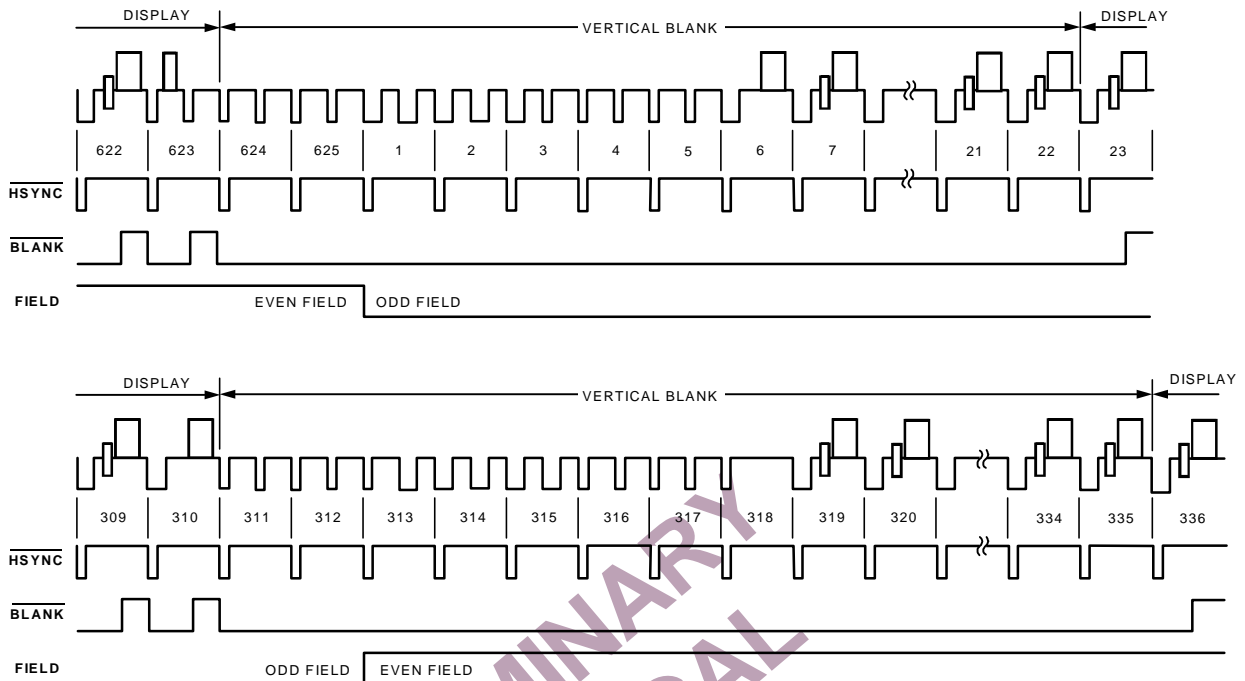 DISPLAY VERTICAL BLANK DISPLAY
622 623 624 625 1 2 3 4 5 6 7 21 22 23
HSYNC
BLANK
FIELD EVEN FIELD ODD FIELD
DISPLAY VERTICAL BLANK DISPLAY
309 310 311 312 313 314 315 316 317 318 319 320 334 335 336
HSYNC
BLANK
FIELD ODD FIELD EVEN FIELD